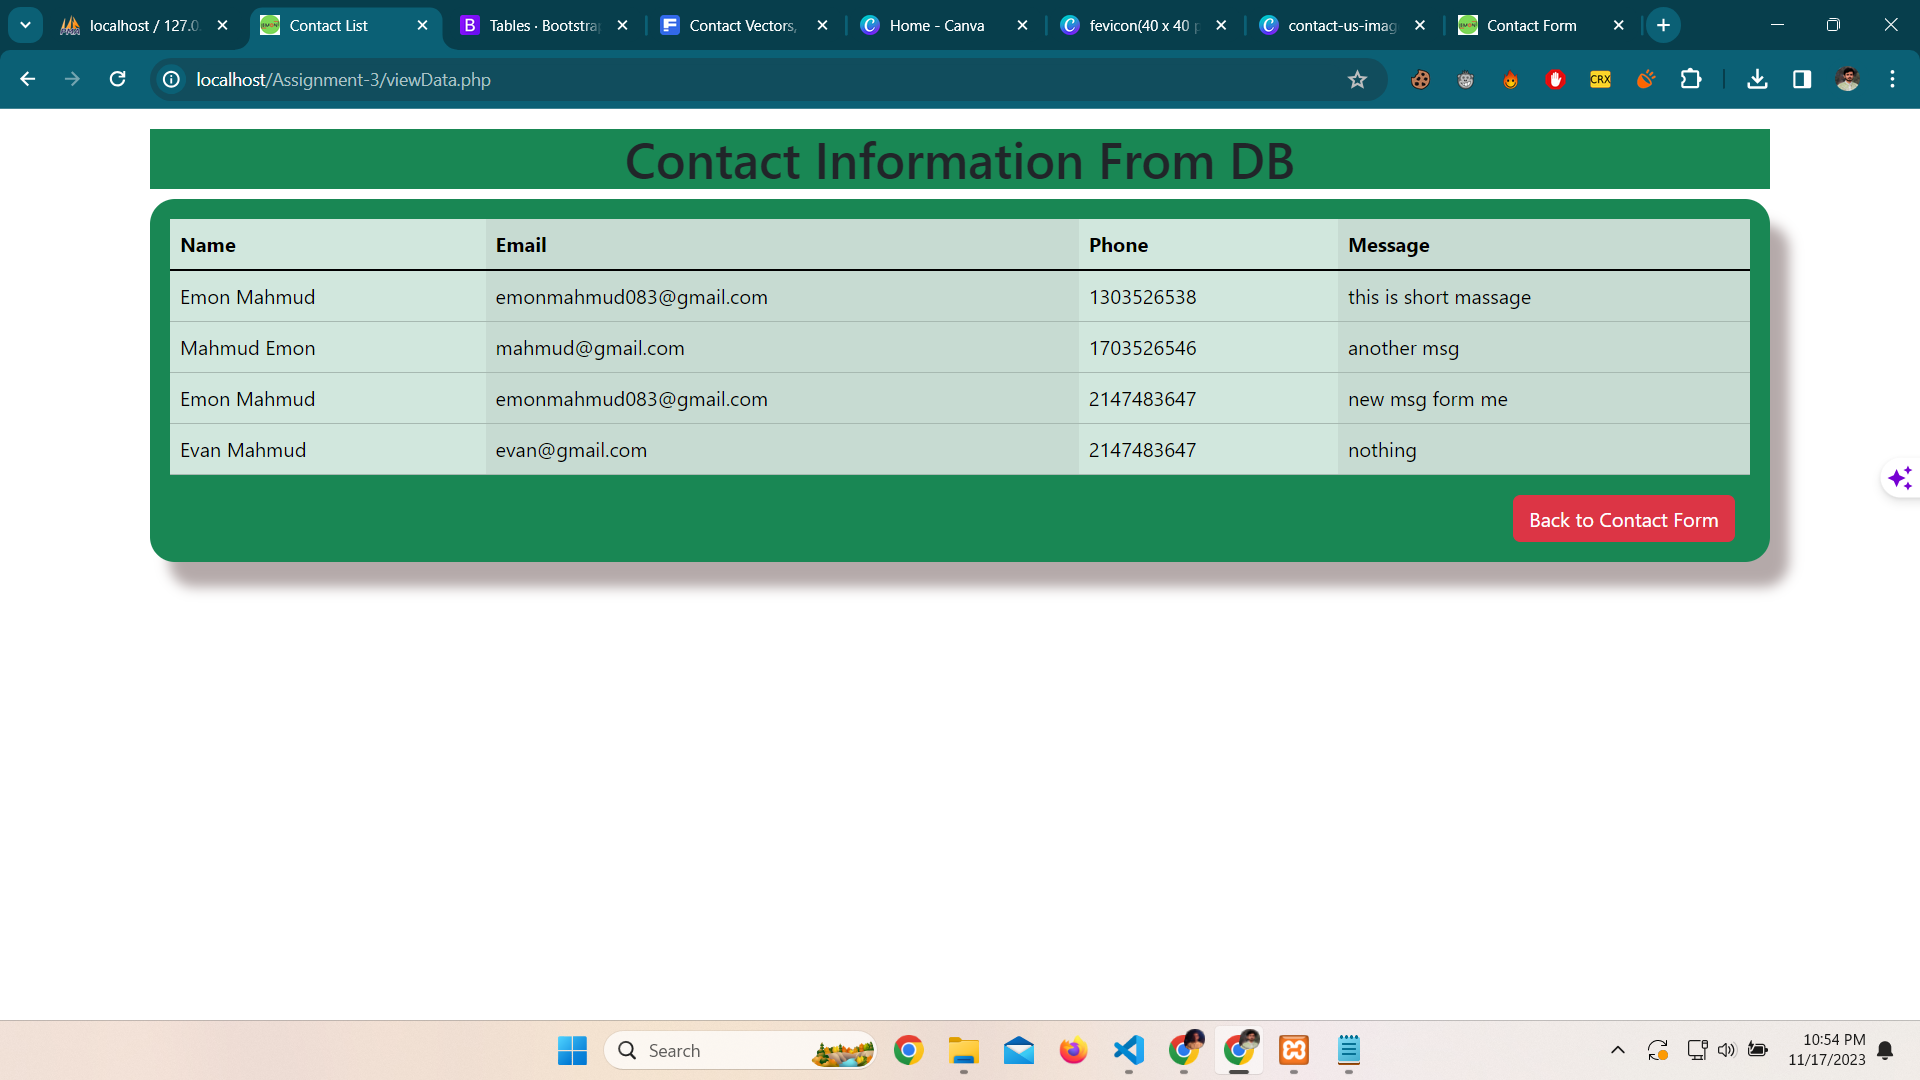 localhost / 127.0.
Contact List
Tables · Bootstrap
Contact Vectors,
Home - Canva
fevicon(40 x 40 p
contact-us-imag
Contact Form
localhost/Assignment-3/viewData.php
CRX
Contact Information From DB
Name Email Phone Message
Emon Mahmud emonmahmud083@gmail.com 1303526538 this is short massage
Mahmud Emon mahmud@gmail.com 1703526546 another msg
Emon Mahmud emonmahmud083@gmail.com 2147483647 new msg form me
Evan Mahmud evan@gmail.com 2147483647 nothing
Back to Contact Form
Search
10:54 PM
11/17/2023